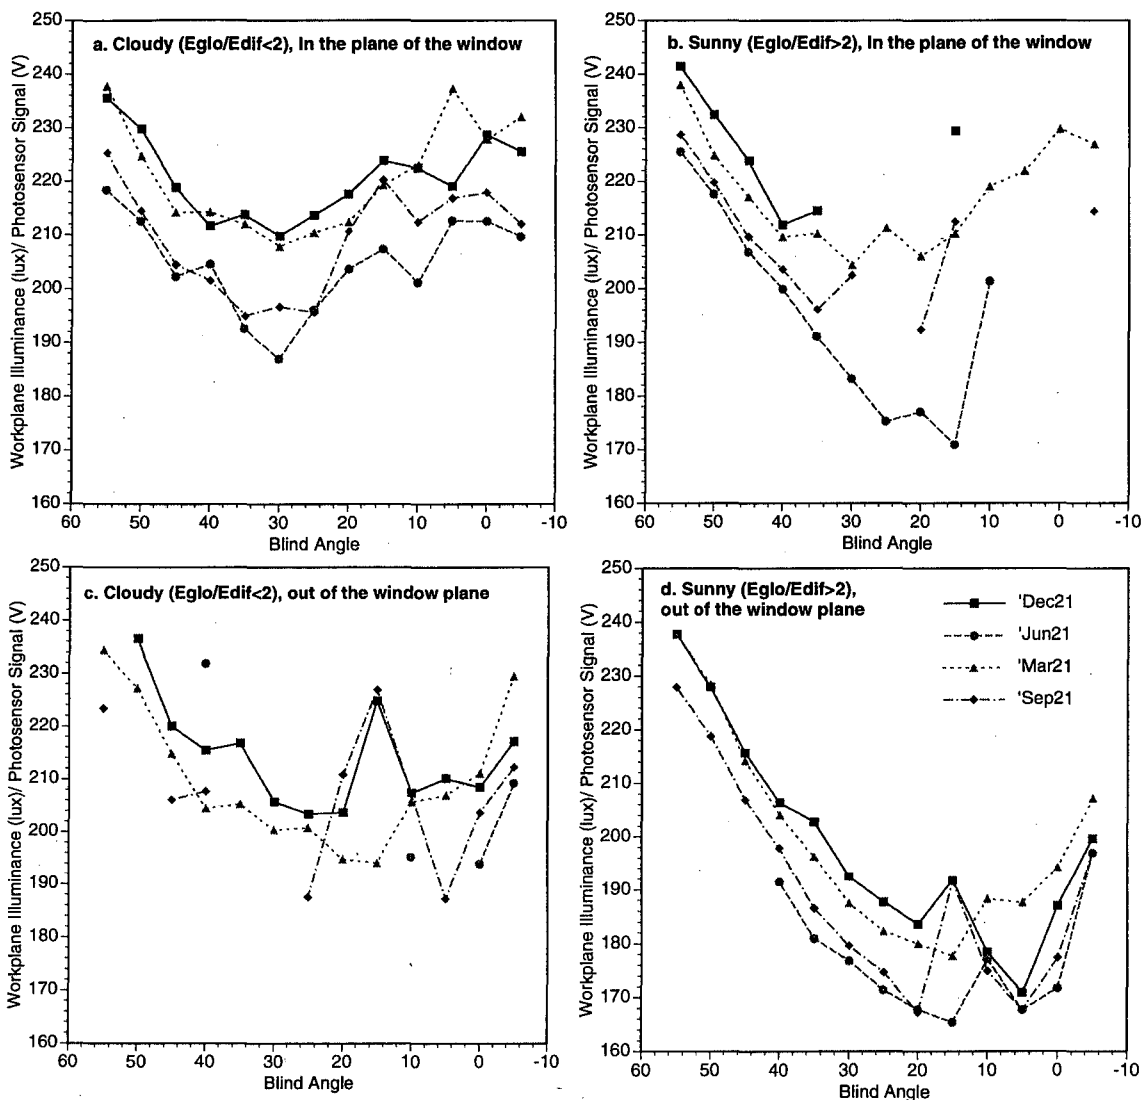 a. Cloudy (Eglo/Edif<2), In the plane of the window
Workplane Illuminance (lux)/ Photosensor Signal (V)
250
240
230
220
210
200
190
180
170
160
60 50 40 30 20 10 0 -10
Blind Angle
b. Sunny (Eglo/Edif>2), In the plane of the window
Workplane Illuminance (lux)/ Photosensor Signal (V)
250
240
230
220
210
200
190
180
170
160
60 50 40 30 20 10 0 -10
Blind Angle
c. Cloudy (Eglo/Edif<2), out of the window plane
Workplane Illuminance (lux)/ Photosensor Signal (V)
250
240
230
220
210
200
190
180
170
160
60 50 40 30 20 10 0 -10
Blind Angle
d. Sunny (Eglo/Edif>2),
out of the window plane
'Dec21
'Jun21
'Mar21
'Sep21
Workplane Illuminance (lux)/ Photosensor Signal (V)
250
240
230
220
210
200
190
180
170
160
60 50 40 30 20 10 0 -10
Blind Angle